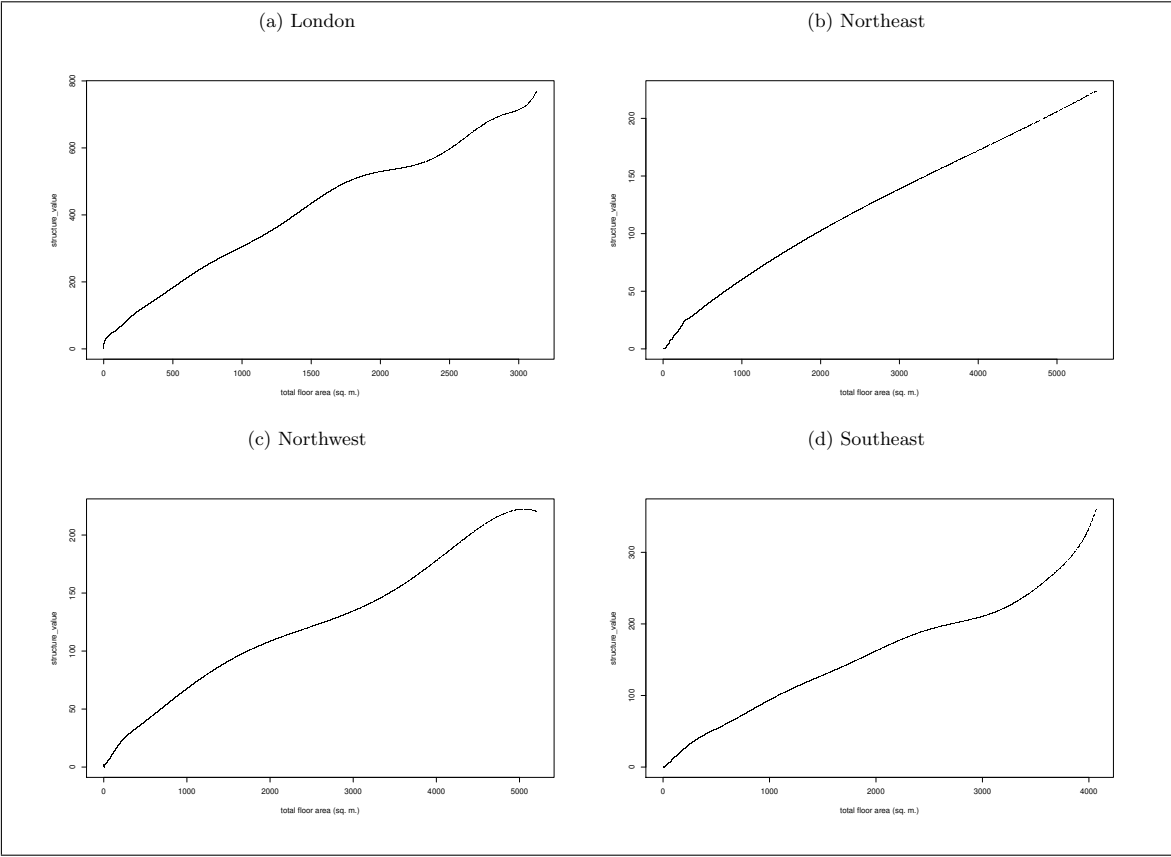 (a) London
(b) Northeast
800
600
400
200
0
structure_value
0 500 1000 1500 2000 2500 3000
total floor area (sq. m.)
200
150
100
50
0
structure_value
0 1000 2000 3000 4000 5000
total floor area (sq. m.)
(c) Northwest
(d) Southeast
200
150
100
50
0
structure_value
0 1000 2000 3000 4000 5000
total floor area (sq. m.)
300
200
100
0
structure_value
0 1000 2000 3000 4000
total floor area (sq. m.)